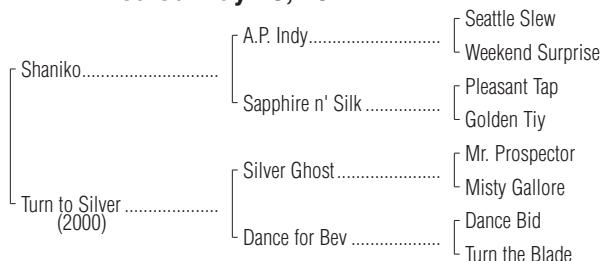 Seattle Slew
A.P. Indy
Weekend Surprise
Shaniko
Pleasant Tap
Sapphire n' Silk
Golden Tiy
Mr. Prospector
Silver Ghost
Misty Gallore
Turn to Silver
(2000)
Dance Bid
Dance for Bev
Turn the Blade